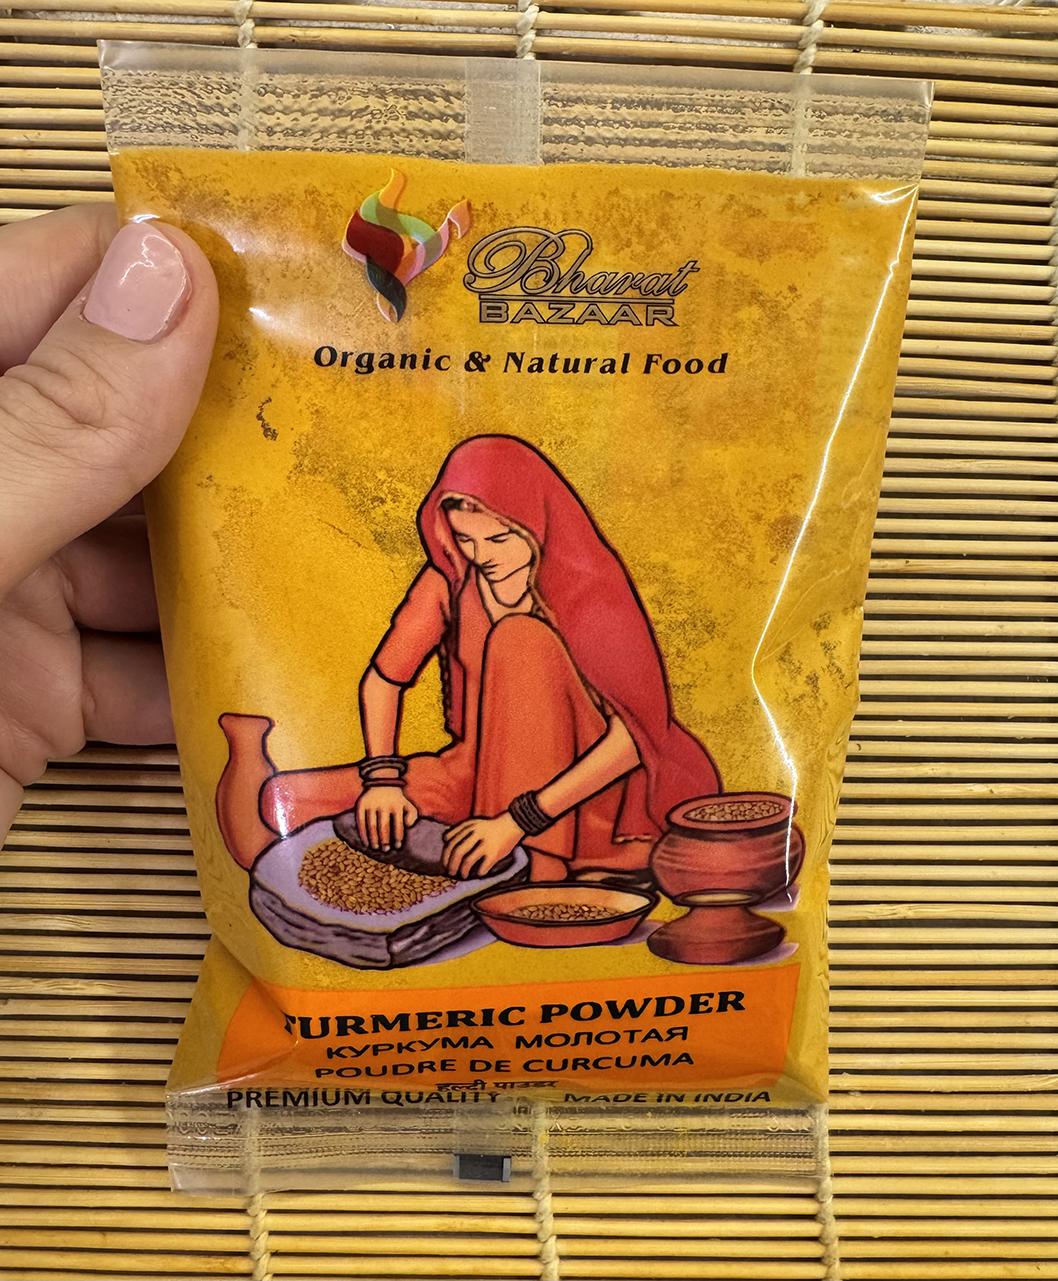 Bharat
BAZAAR
Organic & Natural Food
TURMERIC POWDER
КУРКУМА МОЛОТАЯ
POUDRE DE CURCUMA
हल्दी पाउडर
PREMIUM QUALITY MADE IN INDIA